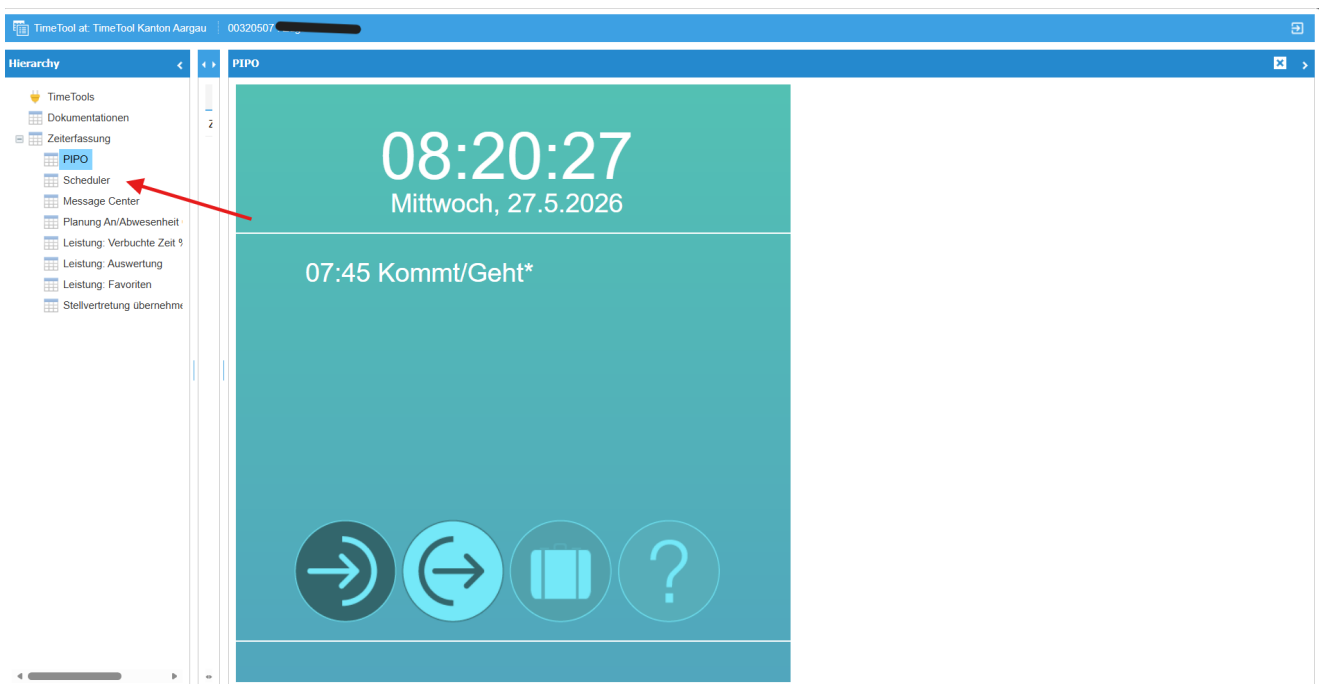 TimeTool at: TimeTool Kanton Aargau
00320507
Hierarchy
PIPO
TimeTools
Dokumentationen
Zeiterfassung
PIPO
Scheduler
Message Center
Planung An/Abwesenheit
Leistung: Verbuchte Zeit %
Leistung: Auswertung
Leistung: Favoriten
Stellvertretung übernehme
Z
08:20:27
Mittwoch, 27.5.2026
07:45 Kommt/Geht*
?